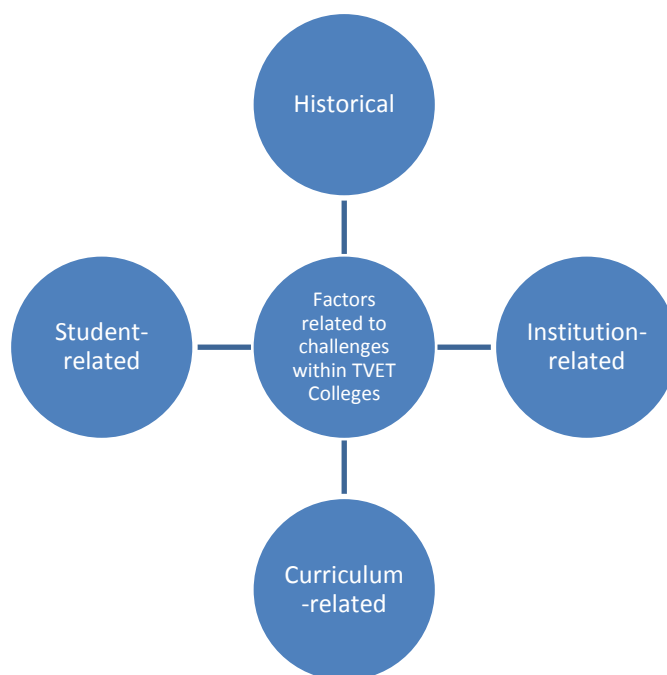 Historical
Student-
related
Factors
related to
challenges
within TVET
Colleges
Institution-
related
Curriculum
-related